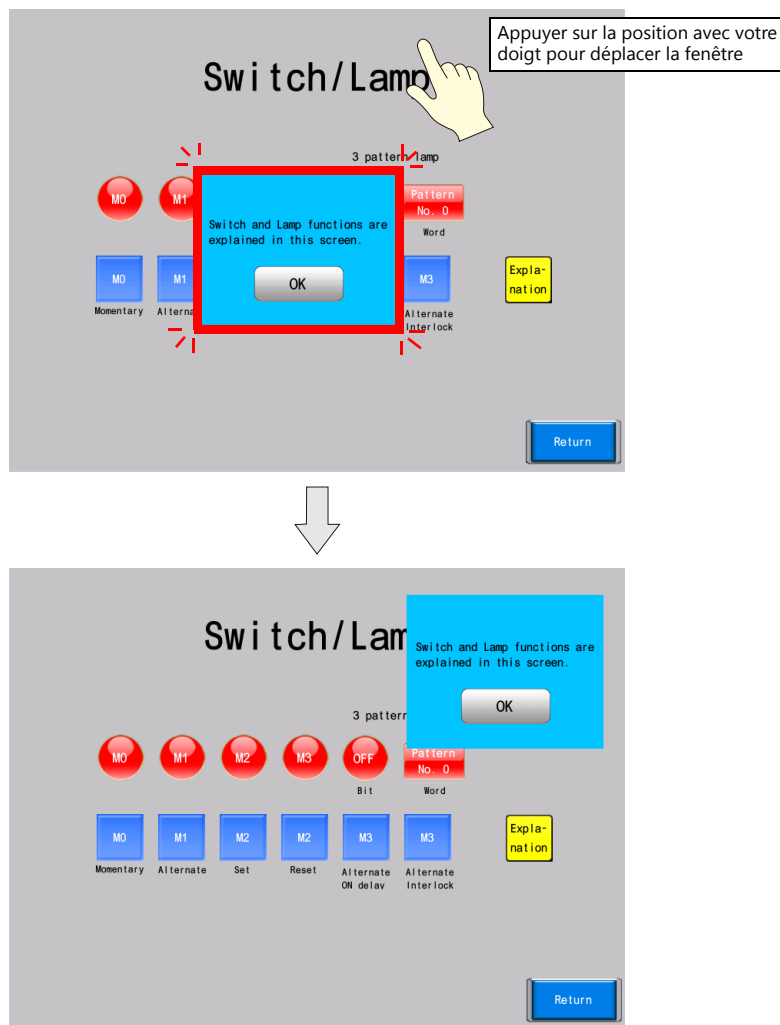 Appuyer sur la position avec votre
doigt pour déplacer la fenêtre
Switch/Lamp
3 pattern lamp
M0
M1
Pattern
No. 0
Word
Switch and Lamp functions are
explained in this screen.
OK
M0
M1
M3
Expla-
nation
Momentary
Alterna
Alternate
Interlock
Return
Switch/Lam
Switch and Lamp functions are
explained in this screen.
OK
3 pattern
M0
M1
M2
M3
OFF
Pattern
No. 0
Bit
Word
M0
M1
M2
M2
M3
M3
Expla-
nation
Momentary
Alternate
Set
Reset
Alternate
ON delay
Alternate
Interlock
Return